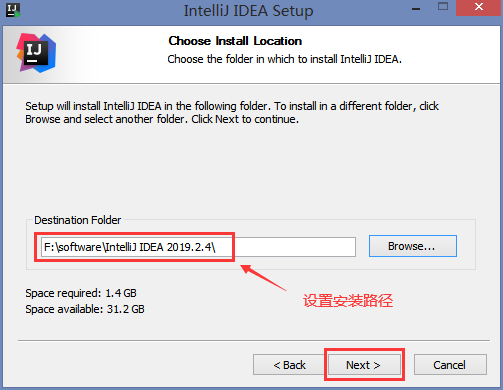 IntelliJ IDEA Setup
IJ
Choose Install Location
Choose the folder in which to install IntelliJ IDEA.
Setup will install IntelliJ IDEA in the following folder. To install in a different folder, click
Browse and select another folder. Click Next to continue.
Destination Folder
F:\software\IntelliJ IDEA 2019.2.4\
Browse...
设置安装路径
Space required: 1.4 GB
Space available: 31.2 GB
< Back
Next >
Cancel